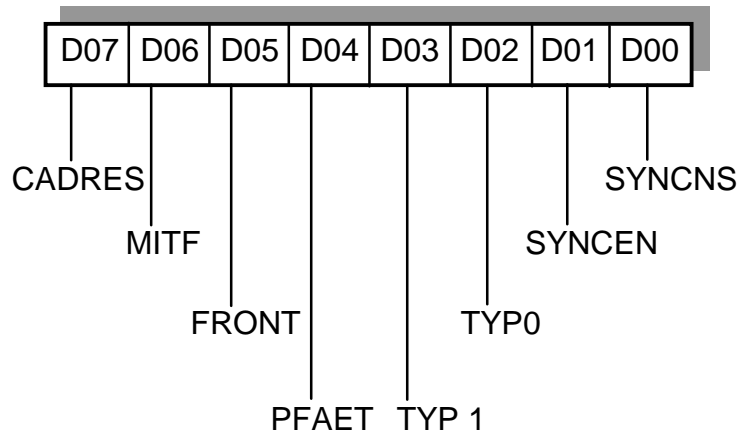 D07 D06 D05 D04 D03 D02 D01 D00
CADRES SYNCNS
MITF SYNCEN
FRONT TYP0
PFAET TYP 1